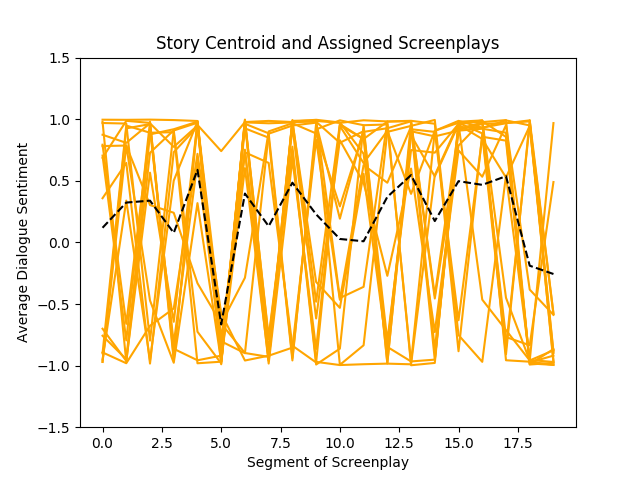 Story Centroid and Assigned Screenplays
1.5
1.0
0.5
0.0
−0.5
−1.0
−1.5
Average Dialogue Sentiment
0.0 2.5 5.0 7.5 10.0 12.5 15.0 17.5
Segment of Screenplay